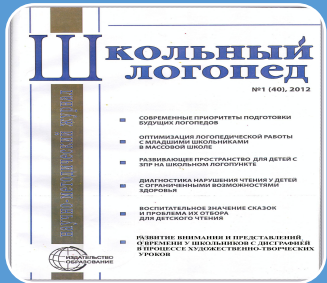 Школьный
логопед
№1 (40), 2012
СОВРЕМЕННЫЕ ПРИОРИТЕТЫ ПОДГОТОВКИ
БУДУЩИХ ЛОГОПЕДОВ
ОПТИМИЗАЦИЯ ЛОГОПЕДИЧЕСКОЙ РАБОТЫ
С МЛАДШИМИ ШКОЛЬНИКАМИ
В МАССОВОЙ ШКОЛЕ
РАЗВИВАЮЩЕЕ ПРОСТРАНСТВО ДЛЯ ДЕТЕЙ С
ЗПР НА ШКОЛЬНОМ ЛОГОПУНКТЕ
ДИАГНОСТИКА НАРУШЕНИЯ ЧТЕНИЯ У ДЕТЕЙ
С ОГРАНИЧЕННЫМИ ВОЗМОЖНОСТЯМИ
ЗДОРОВЬЯ
ВОСПИТАТЕЛЬНОЕ ЗНАЧЕНИЕ СКАЗОК
И ПРОБЛЕМА ИХ ОТБОРА
ДЛЯ ДЕТСКОГО ЧТЕНИЯ
РАЗВИТИЕ ВНИМАНИЯ И ПРЕДСТАВЛЕНИЙ
О ВРЕМЕНИ У ШКОЛЬНИКОВ С ДИСГРАФИЕЙ
В ПРОЦЕССЕ ХУДОЖЕСТВЕННО-ТВОРЧЕСКИХ
УРОКОВ
ИЗДАТЕЛЬСТВО
ОБРАЗОВАНИЕ